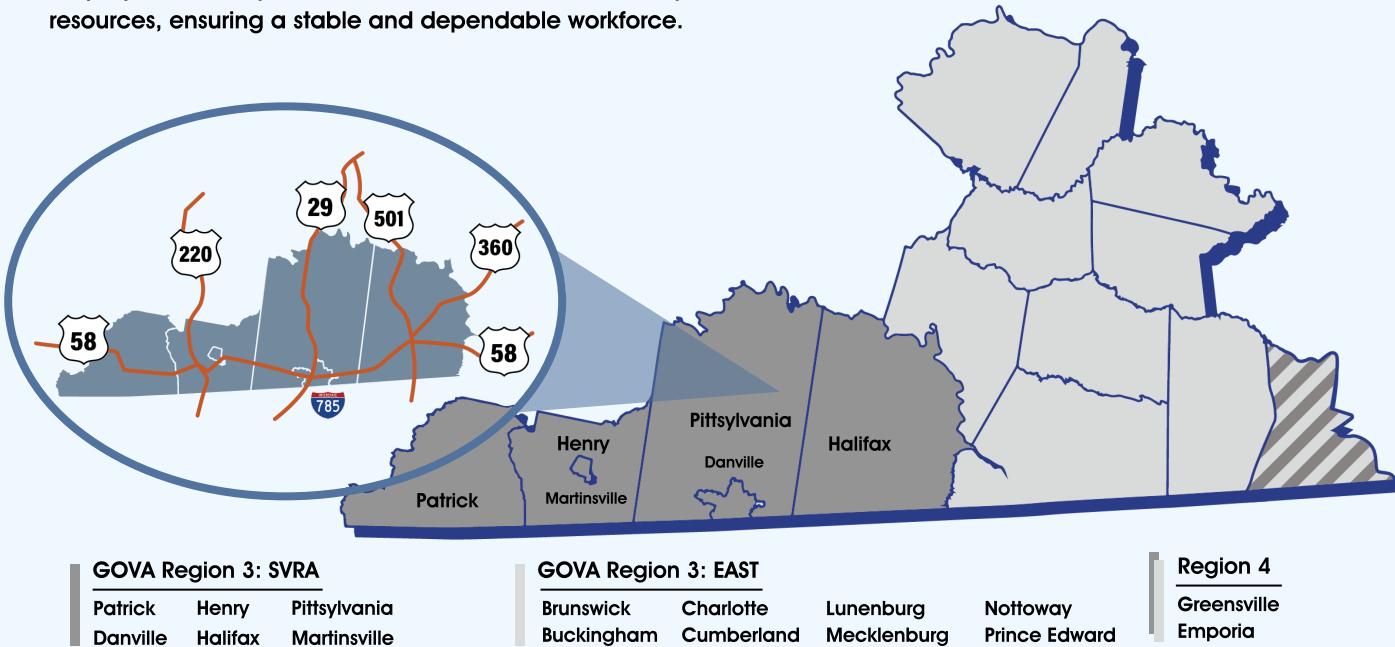 resources, ensuring a stable and dependable workforce.
29
501
220
360
58
58
785
Pittsylvania
Henry
Halifax
Danville
Martinsville
Patrick
GOVA Region 3: SVRA
Patrick Henry Pittsylvania
Danville Halifax Martinsville
GOVA Region 3: EAST
Brunswick Charlotte Lunenburg Nottoway
Buckingham Cumberland Mecklenburg Prince Edward
Region 4
Greensville
Emporia